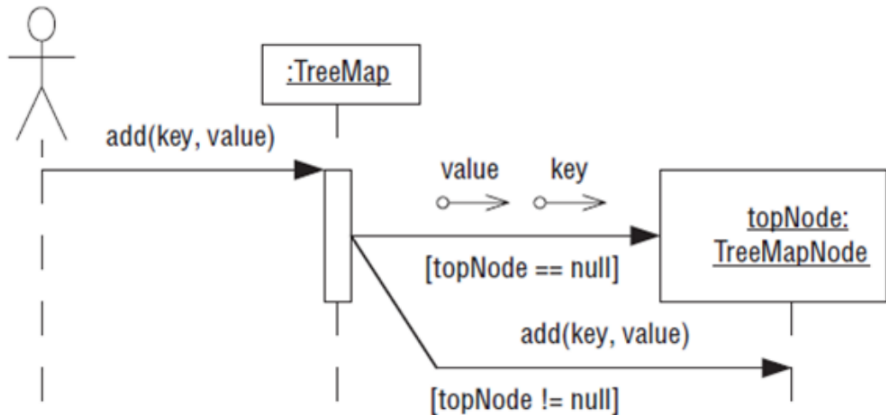 :TreeMap
add(key, value)
value
key
topNode:
TreeMapNode
[topNode == null]
add(key, value)
[topNode != null]